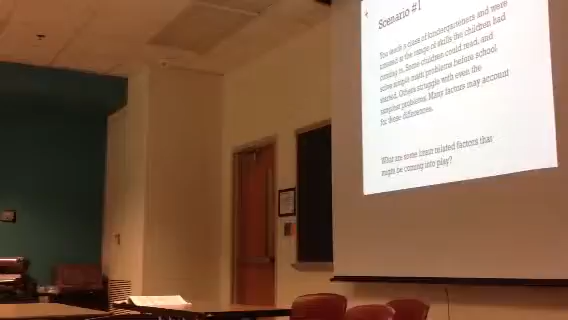 Scenario #1
You teach a class of kindergarteners and were
amazed at the range of skills the children had
coming in. Some children could read, and
solve simple math problems before school
started. Others struggle with even the
simplest problems. Many factors may account
for these differences.
What are some brain related factors that
might be coming into play?